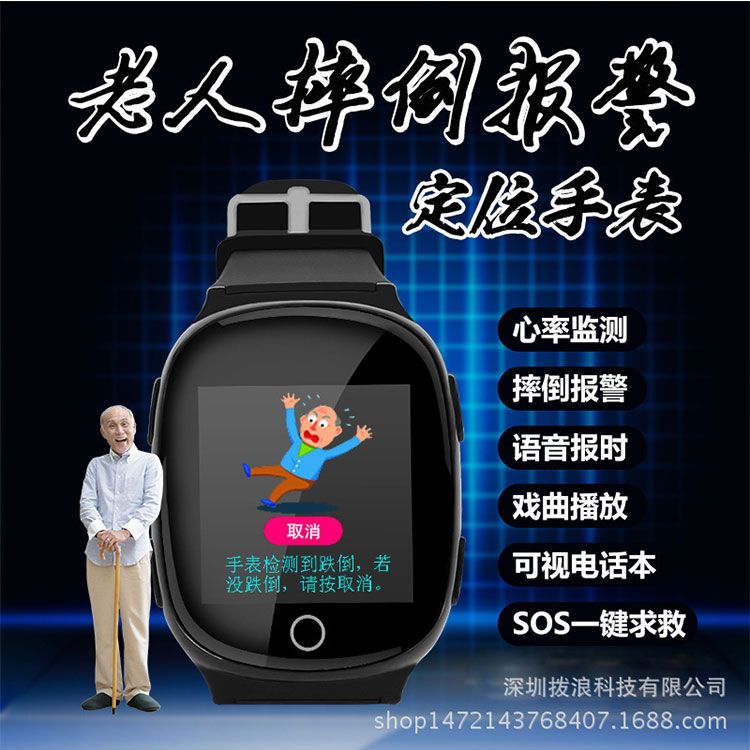 老人摔倒报警
定位手表
心率监测
摔倒报警
语音报时
戏曲播放
可视电话本
SOS一键求救
取消
手表检测到跌倒，若
没跌倒，请按取消。
深圳拨浪科技有限公司
shop1472143768407.1688.com